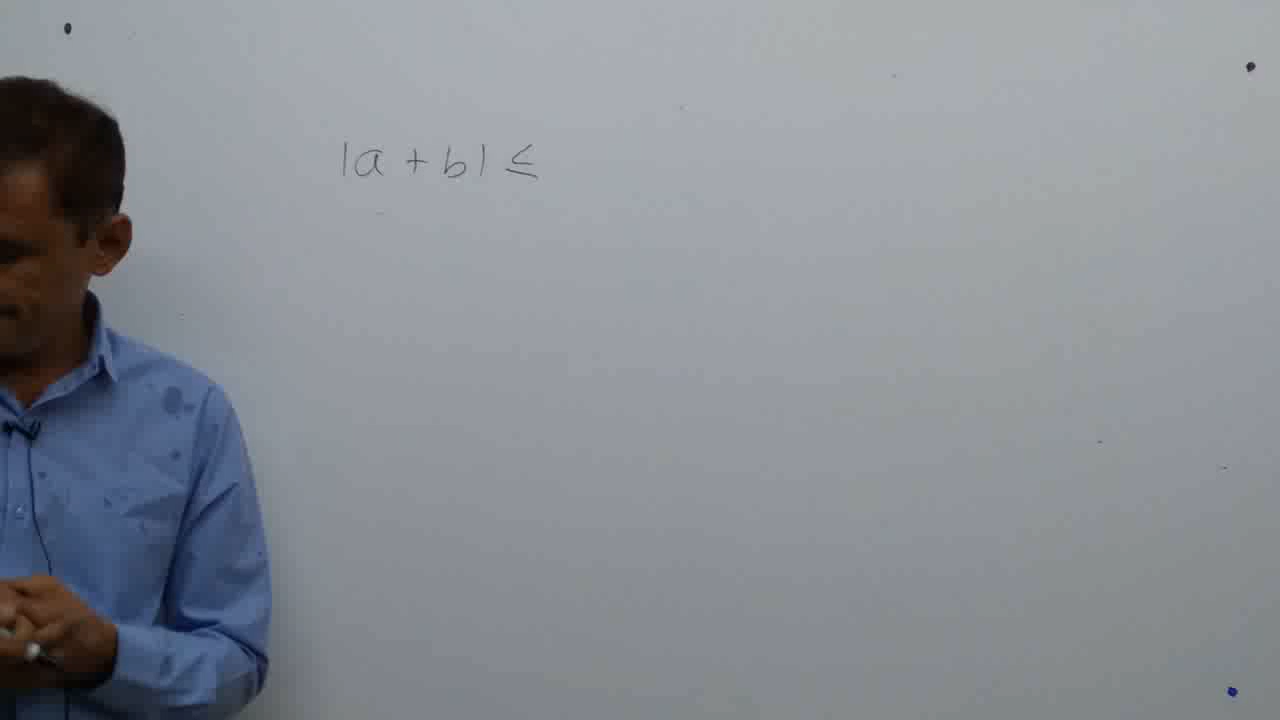 |a + b| ≤